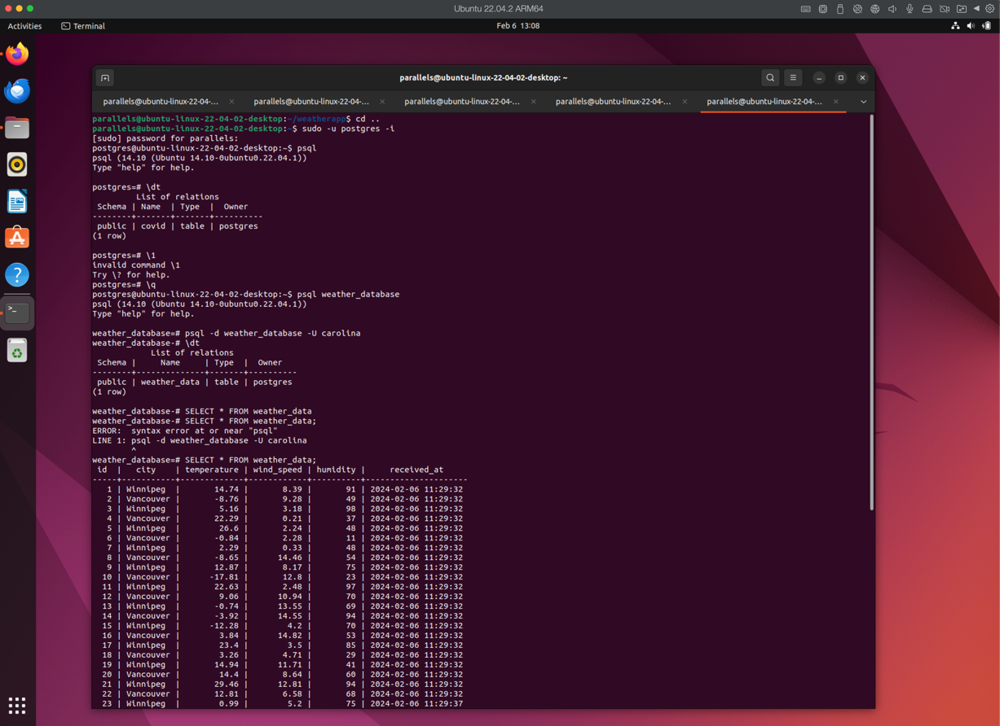 Ubuntu 22.04.2 ARM64
Activities
Terminal
Feb 6 13:08
parallels@ubuntu-linux-22-04-02-desktop: ~
parallels@ubuntu-linux-22-04-... parallels@ubuntu-linux-22-04-... parallels@ubuntu-linux-22-04-... parallels@ubuntu-linux-22-04-... parallels@ubuntu-linux-22-04-...
parallels@ubuntu-linux-22-04-02-desktop:~/weatherapp$ cd ..
parallels@ubuntu-linux-22-04-02-desktop:~$ sudo -u postgres -i
[sudo] password for parallels:
postgres@ubuntu-linux-22-04-02-desktop:~$ psql
psql (14.10 (Ubuntu 14.10-0ubuntu0.22.04.1))
Type "help" for help.
postgres=# \dt
List of relations
Schema | Name | Type | Owner
--------+-------+-------+----------
public | covid | table | postgres
(1 row)
postgres=# \1
invalid command \1
Try \? for help.
postgres=# \q
postgres@ubuntu-linux-22-04-02-desktop:~$ psql weather_database
psql (14.10 (Ubuntu 14.10-0ubuntu0.22.04.1))
Type "help" for help.
weather_database=# psql -d weather_database -U carolina
weather_database-# \dt
List of relations
Schema | Name | Type | Owner
--------+--------------+-------+----------
public | weather_data | table | postgres
(1 row)
weather_database-# SELECT * FROM weather_data
weather_database-# SELECT * FROM weather_data;
ERROR:  syntax error at or near "psql"
LINE 1: psql -d weather_database -U carolina
^
weather_database=# SELECT * FROM weather_data;
id | city | temperature | wind_speed | humidity | received_at
-----+-----------+-------------+------------+----------+---------------------
1 | Winnipeg | 14.74 | 8.39 | 91 | 2024-02-06 11:29:32
2 | Vancouver | -8.76 | 9.28 | 49 | 2024-02-06 11:29:32
3 | Winnipeg | 5.16 | 3.18 | 98 | 2024-02-06 11:29:32
4 | Vancouver | 22.29 | 0.21 | 37 | 2024-02-06 11:29:32
5 | Winnipeg | 26.6 | 2.24 | 48 | 2024-02-06 11:29:32
6 | Vancouver | -0.84 | 2.28 | 11 | 2024-02-06 11:29:32
7 | Winnipeg | 2.29 | 0.33 | 48 | 2024-02-06 11:29:32
8 | Vancouver | -8.65 | 14.46 | 54 | 2024-02-06 11:29:32
9 | Winnipeg | 12.87 | 8.17 | 75 | 2024-02-06 11:29:32
10 | Vancouver | -17.81 | 12.8 | 23 | 2024-02-06 11:29:32
11 | Winnipeg | 22.63 | 2.48 | 97 | 2024-02-06 11:29:32
12 | Vancouver | 9.06 | 10.94 | 70 | 2024-02-06 11:29:32
13 | Winnipeg | -0.74 | 13.55 | 69 | 2024-02-06 11:29:32
14 | Vancouver | -3.92 | 14.55 | 94 | 2024-02-06 11:29:32
15 | Winnipeg | -12.28 | 4.2 | 70 | 2024-02-06 11:29:32
16 | Vancouver | 3.84 | 14.82 | 53 | 2024-02-06 11:29:32
17 | Winnipeg | 23.4 | 3.5 | 85 | 2024-02-06 11:29:32
18 | Vancouver | 3.26 | 4.71 | 29 | 2024-02-06 11:29:32
19 | Winnipeg | 14.94 | 11.71 | 41 | 2024-02-06 11:29:32
20 | Vancouver | 14.4 | 8.64 | 60 | 2024-02-06 11:29:32
21 | Winnipeg | 29.46 | 12.81 | 94 | 2024-02-06 11:29:32
22 | Vancouver | 12.81 | 6.58 | 68 | 2024-02-06 11:29:32
23 | Winnipeg | 0.99 | 5.2 | 75 | 2024-02-06 11:29:37